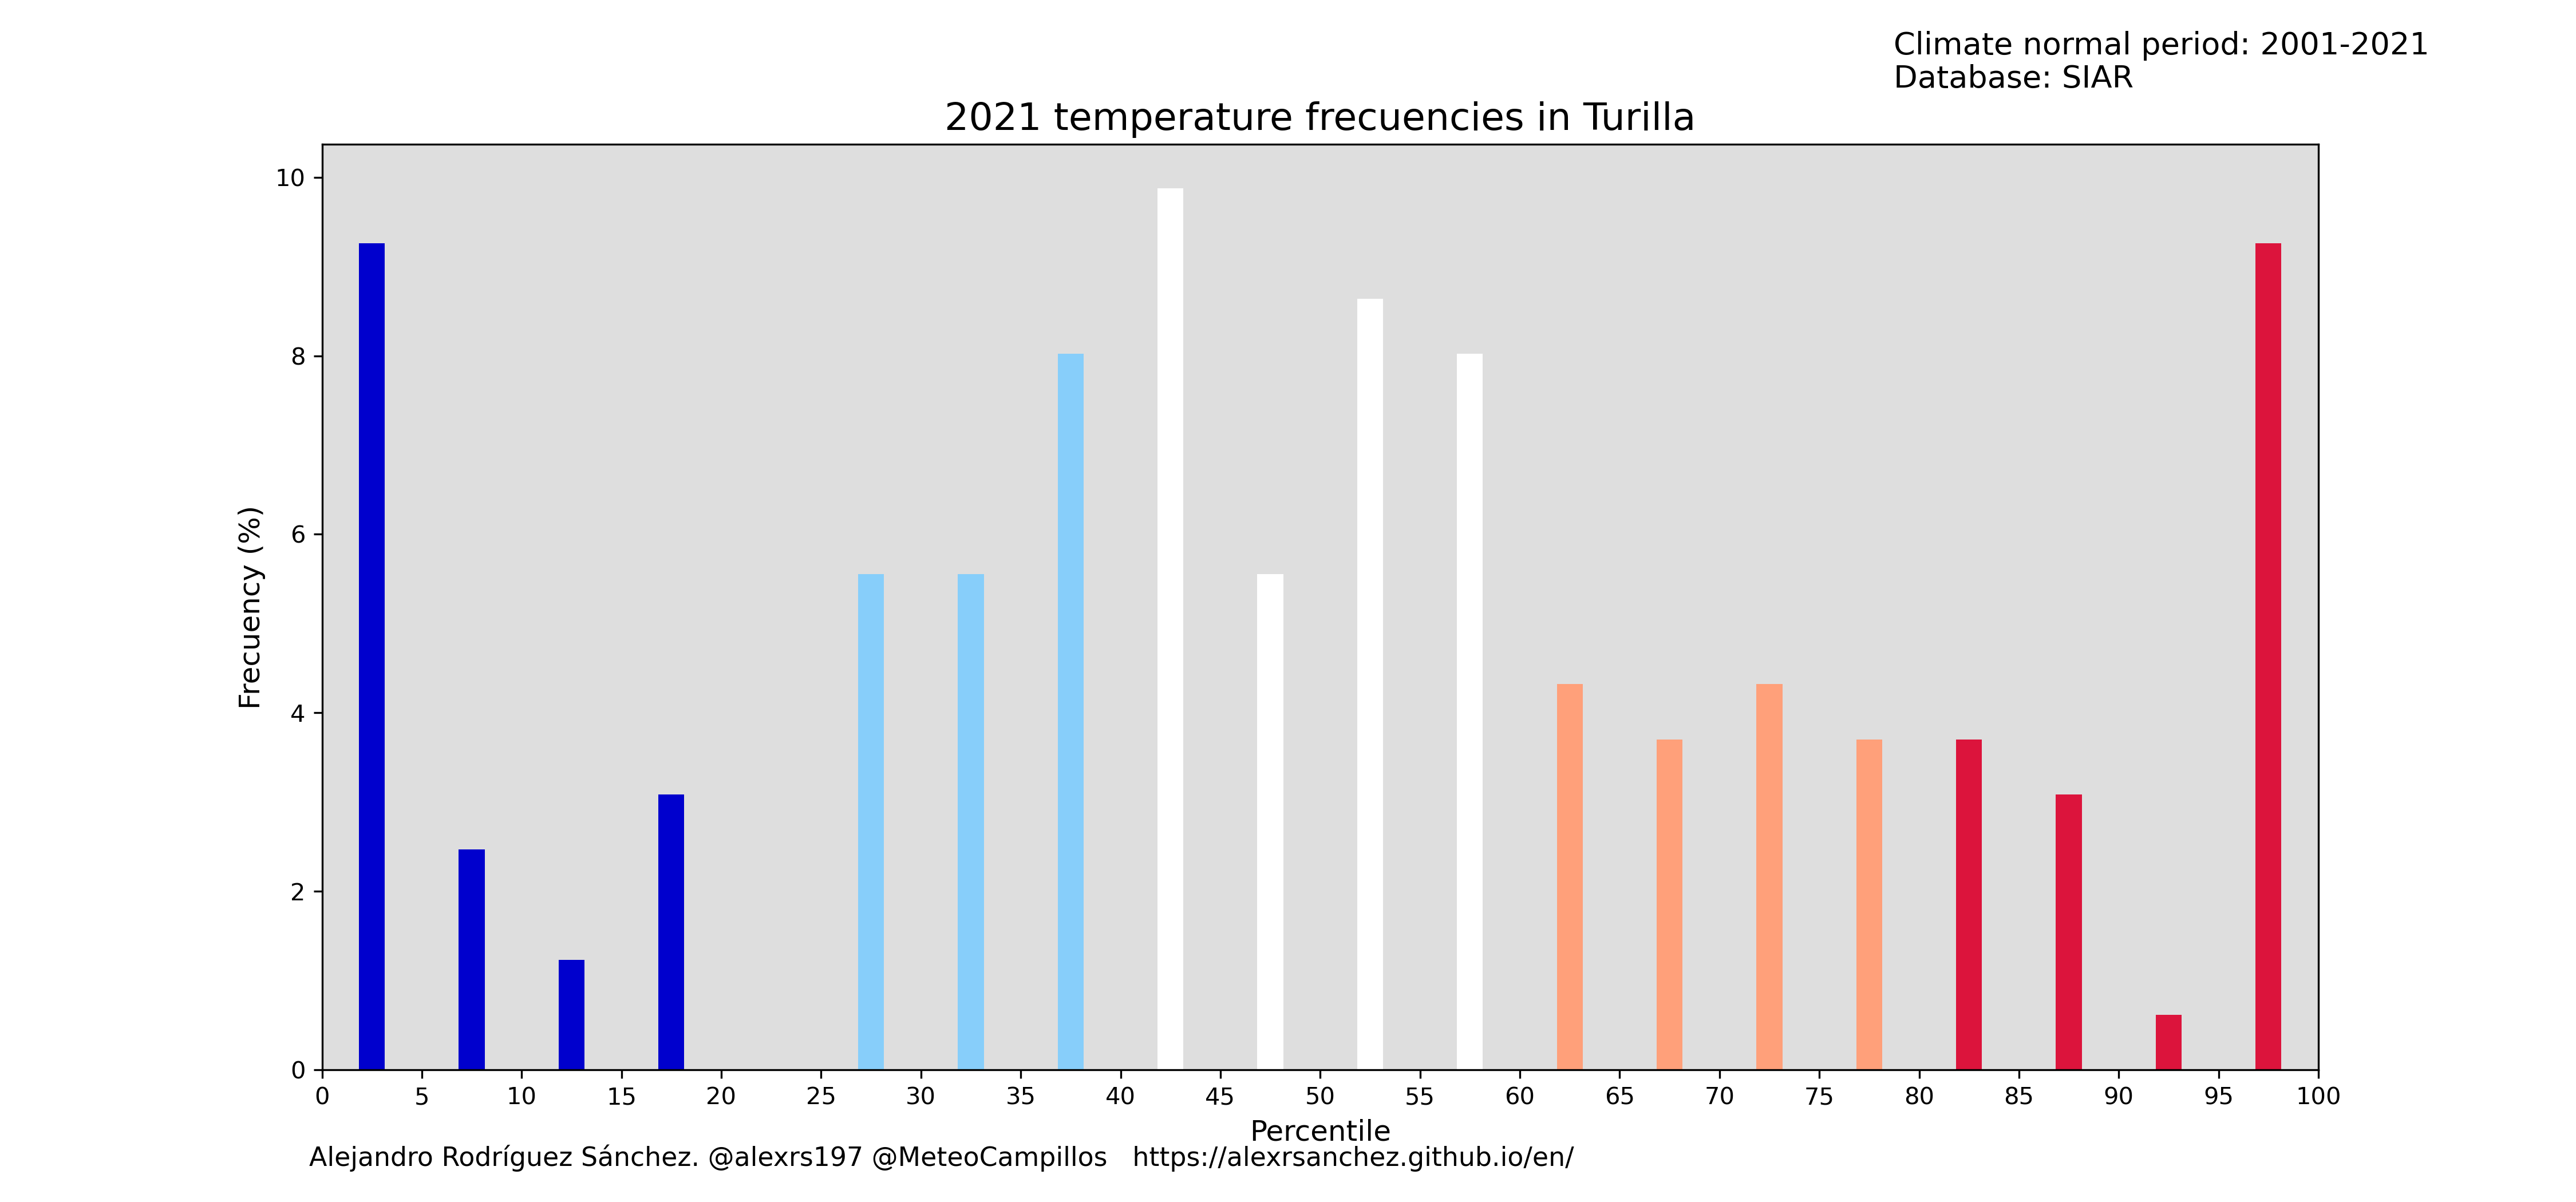 Climate normal period: 2001-2021
Database: SIAR
2021 temperature frecuencies in Turilla
Frecuency (%)
10
8
6
4
2
0
0 5 10 15 20 25 30 35 40 45 50 55 60 65 70 75 80 85 90 95 100
Percentile
Alejandro Rodríguez Sánchez. @alexrs197 @MeteoCampillos https://alexrsanchez.github.io/en/